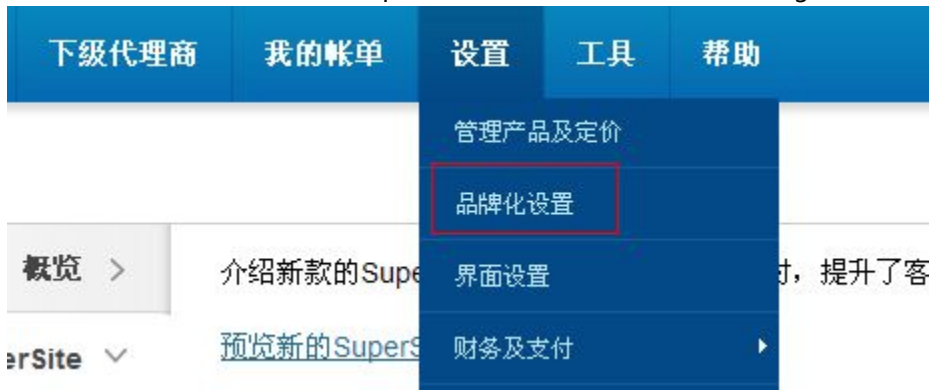 下级代理商 我的帐单 设置 工具 帮助
管理产品及定价
品牌化设置
概览 >
介绍新款的Supe
付，提升了客
界面设置
erSite
预览新的SuperS
财务及支付